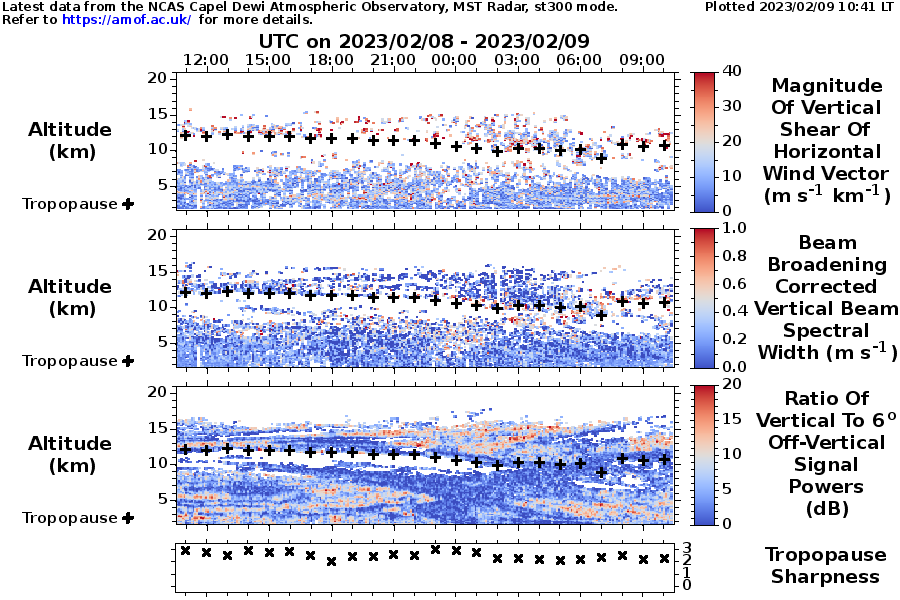 Latest data from the NCAS Capel Dewi Atmospheric Observatory, MST Radar, st300 mode.
Plotted 2023/02/09 10:41 LT
Refer to https://amof.ac.uk/ for more details.
UTC on 2023/02/08 - 2023/02/09
12:00 15:00 18:00 21:00 00:00 03:00 06:00 09:00
20
15
10
5
Altitude
(km)
Tropopause
40
30
20
10
0
Magnitude
Of Vertical
Shear Of
Horizontal
Wind Vector
(m s-1 km-1)
20
15
10
5
Altitude
(km)
Tropopause
1.0
0.8
0.6
0.4
0.2
0.0
Beam
Broadening
Corrected
Vertical Beam
Spectral
Width (m s-1)
20
15
10
5
Altitude
(km)
Tropopause
20
15
10
5
0
Ratio Of
Vertical To 6o
Off-Vertical
Signal
Powers
(dB)
3
2
1
0
Tropopause
Sharpness